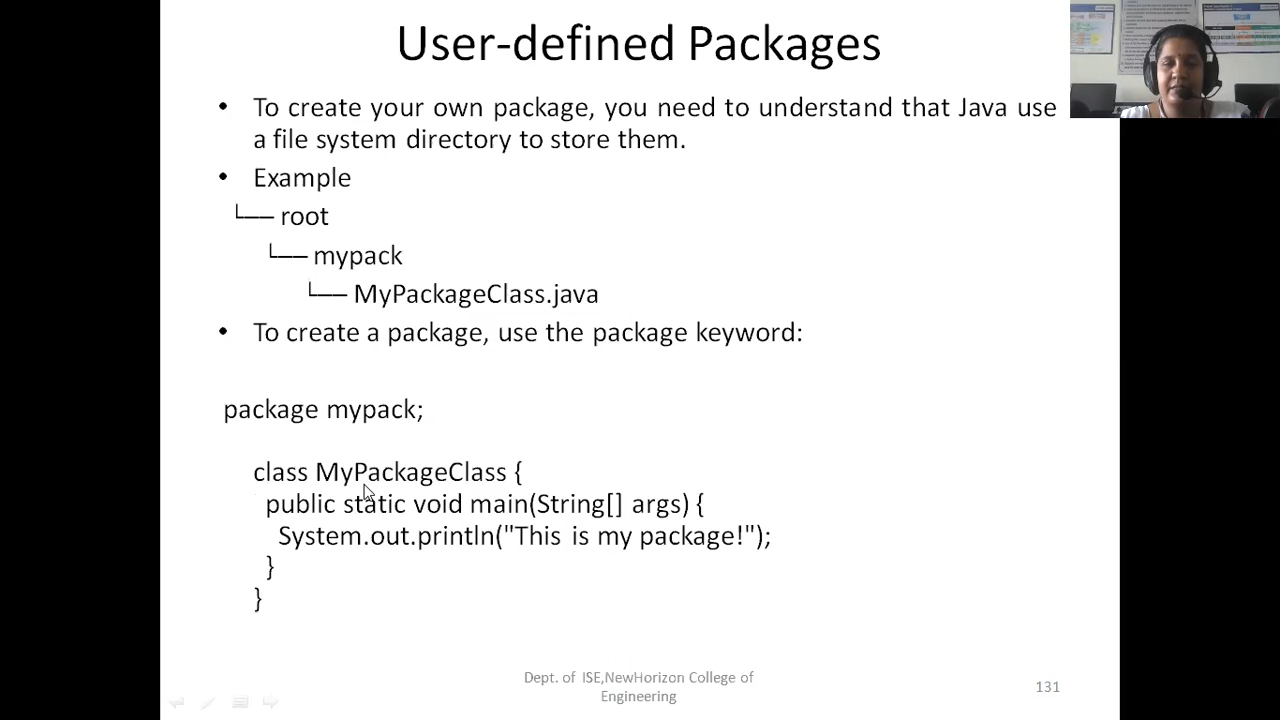 User-defined Packages
• To create your own package, you need to understand that Java use
a file system directory to store them.
• Example
└── root
└── mypack
└── MyPackageClass.java
• To create a package, use the package keyword:
package mypack;
class MyPackageClass {
public static void main(String[] args) {
System.out.println("This is my package!");
}
}
Dept. of ISE,NewHorizon College of
Engineering
131